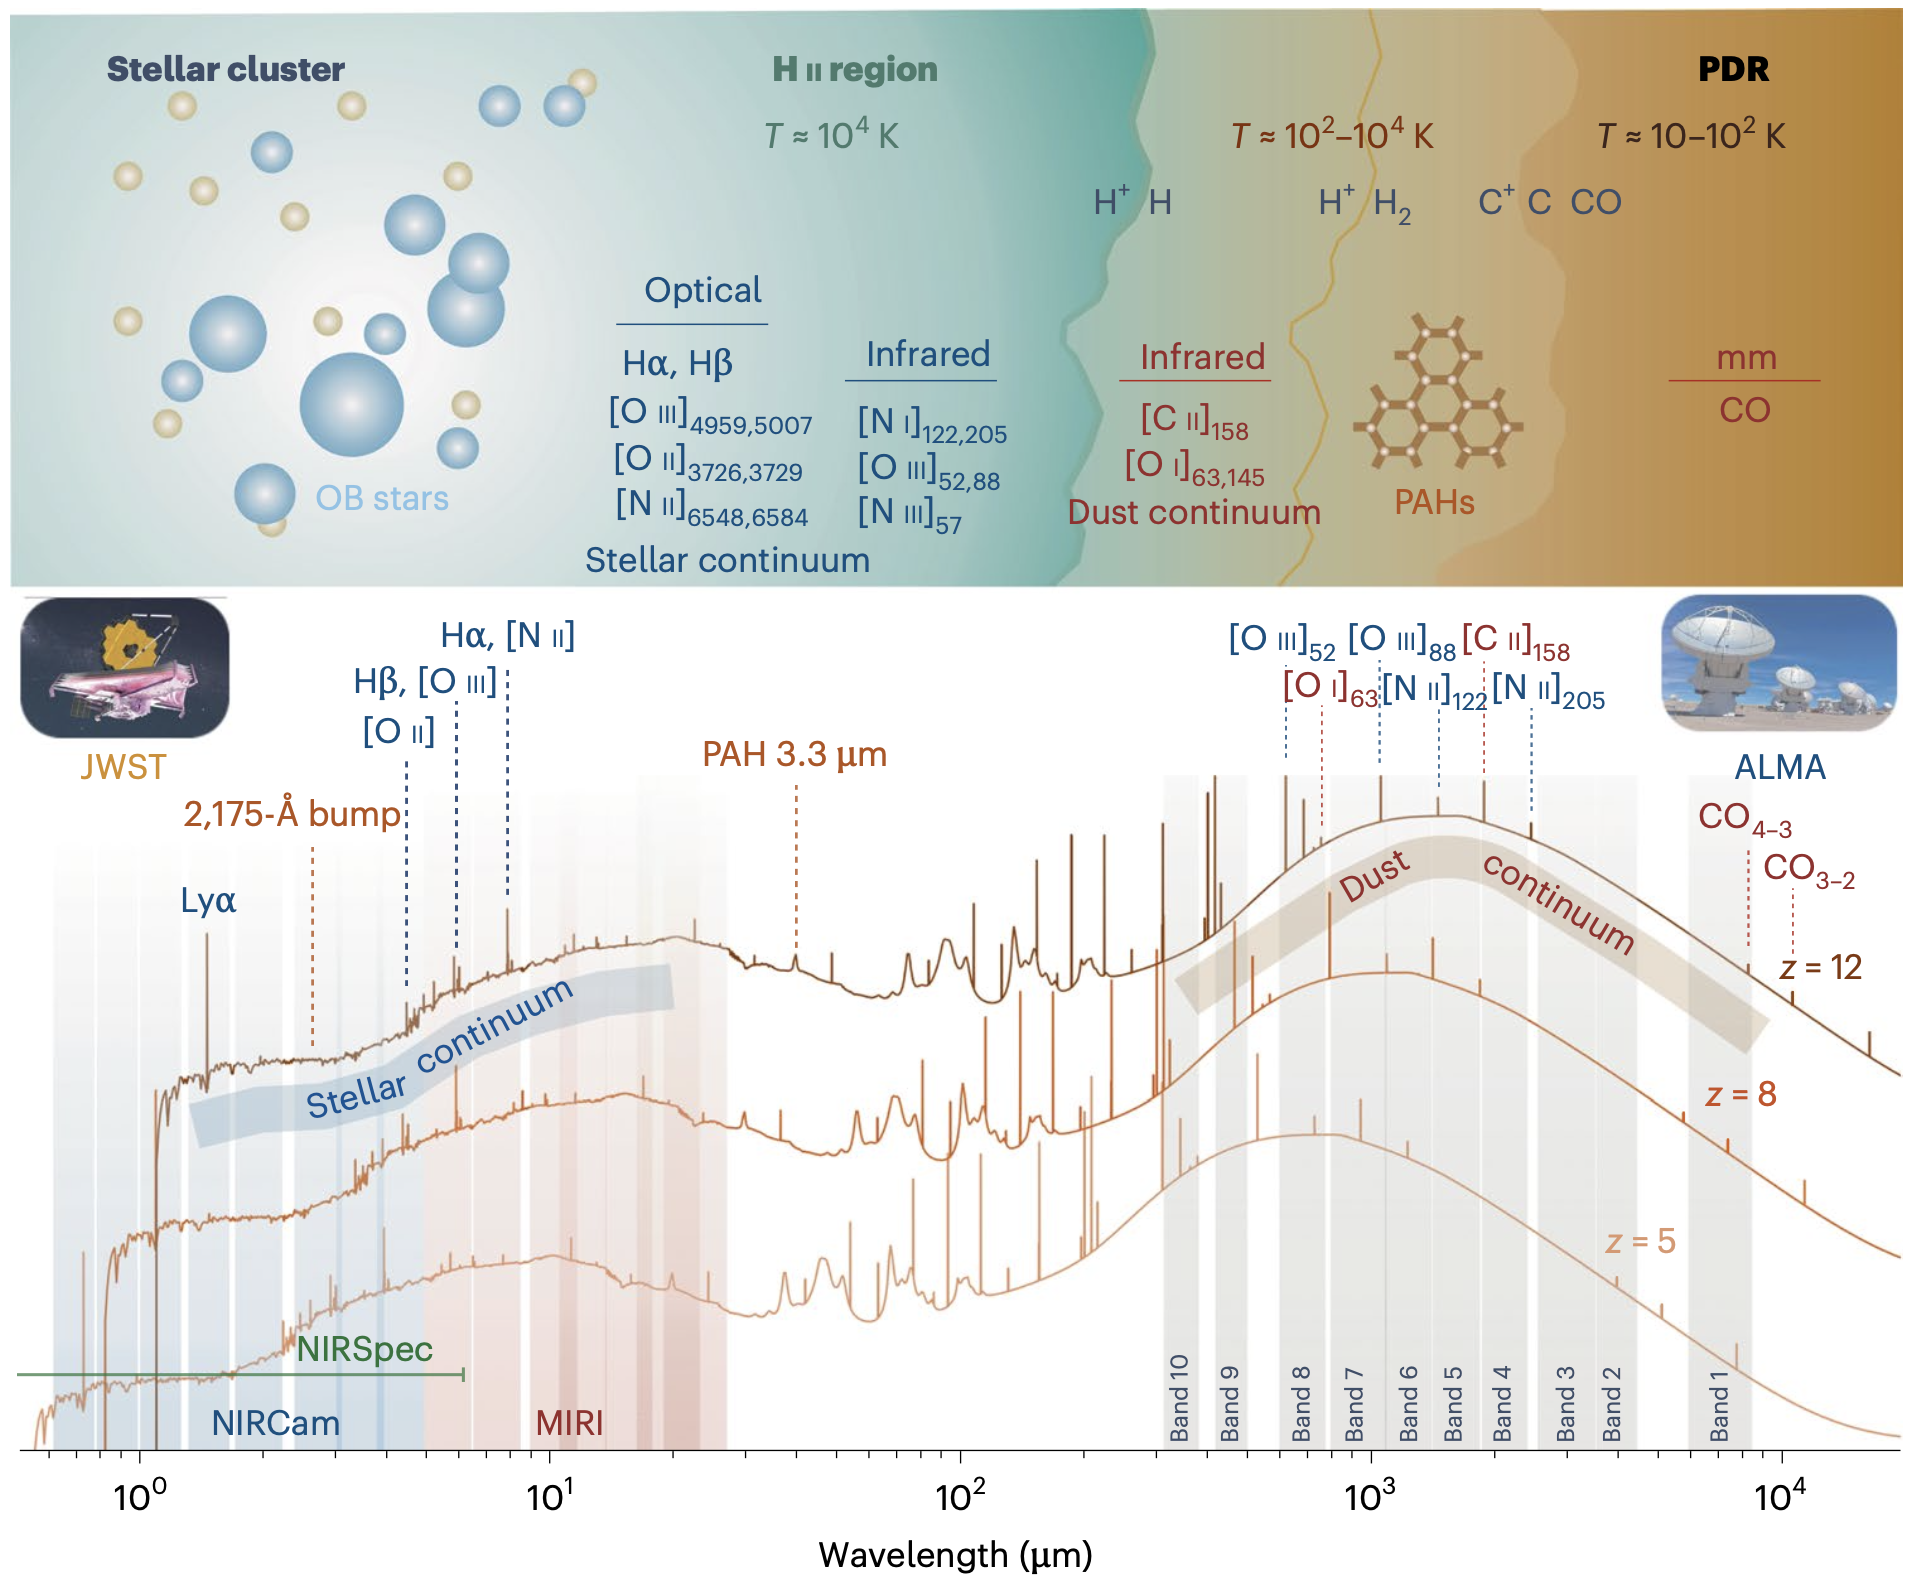 Stellar cluster
H II region
PDR
T ≈ 10⁴ K
T ≈ 10²–10⁴ K
T ≈ 10–10² K
H⁺ H
H⁺ H₂
C⁺ C CO
Optical
Hα, Hβ
[O III]4959,5007
[O II]3726,3729
[N II]6548,6584
Stellar continuum
Infrared
[N I]122,205
[O III]52,88
[N III]57
Infrared
[C II]158
[O I]63,145
Dust continuum
PAHs
mm
CO
OB stars
JWST
Hα, [N II]
Hβ, [O III]
[O II]
2,175-Å bump
Lyα
PAH 3.3 μm
[O III]52 [O III]88 [C II]158
[O I]63 [N II]122 [N II]205
ALMA
CO4–3
CO3–2
Dust continuum
Stellar continuum
z = 12
z = 8
z = 5
NIRSpec
NIRCam
MIRI
Band 10
Band 9
Band 8
Band 7
Band 6
Band 5
Band 4
Band 3
Band 2
Band 1
10⁰ 10¹ 10² 10³ 10⁴
Wavelength (μm)